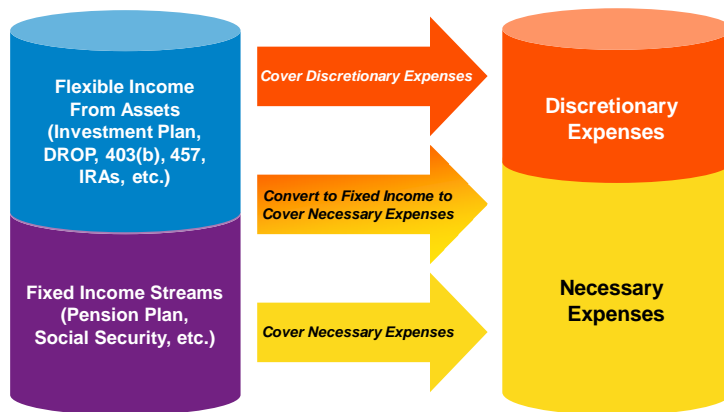 Flexible Income
From Assets
(Investment Plan,
DROP, 403(b), 457,
IRAs, etc.)
Fixed Income Streams
(Pension Plan,
Social Security, etc.)
Cover Discretionary Expenses
Convert to Fixed Income to
Cover Necessary Expenses
Cover Necessary Expenses
Discretionary
Expenses
Necessary
Expenses